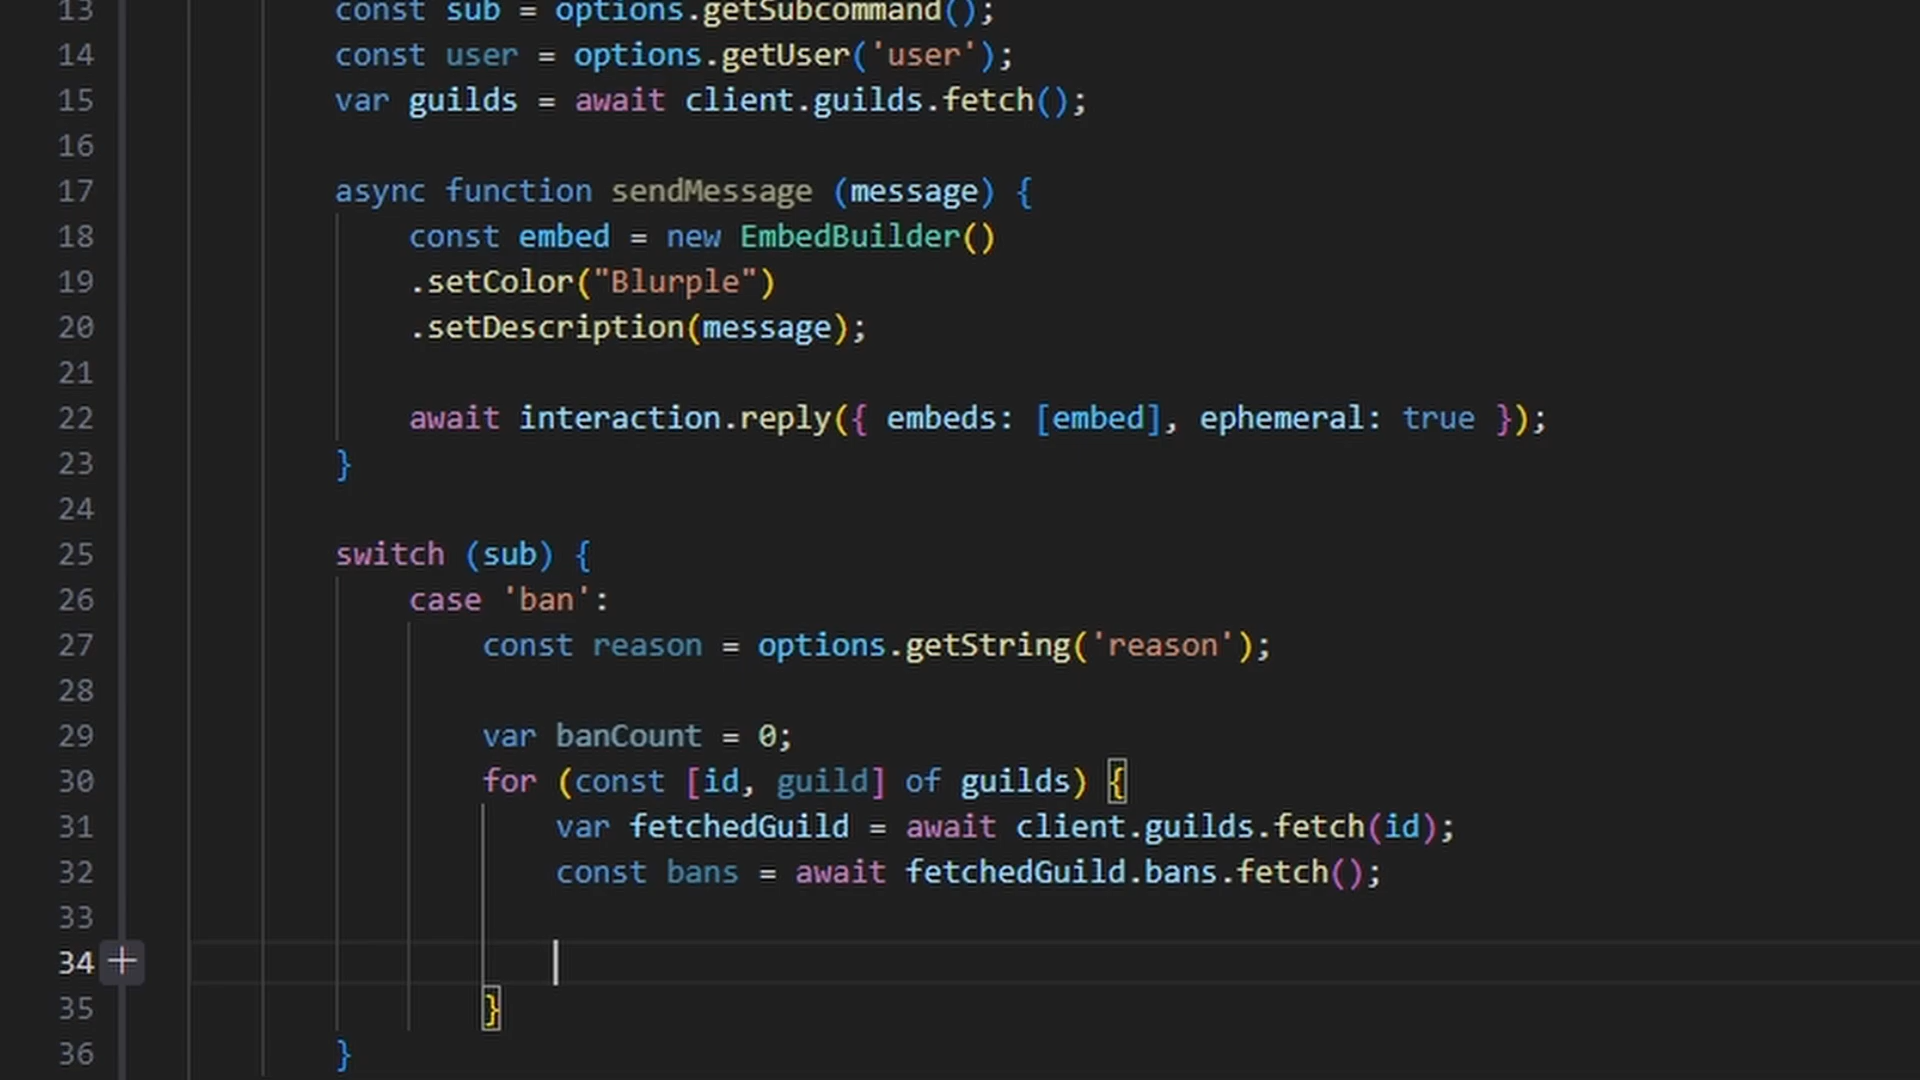 13 const sub = options.getSubcommand();
14 const user = options.getUser('user');
15 var guilds = await client.guilds.fetch();
16
17 async function sendMessage (message) {
18 const embed = new EmbedBuilder()
19 .setColor("Blurple")
20 .setDescription(message);
21
22 await interaction.reply({ embeds: [embed], ephemeral: true });
23 }
24
25 switch (sub) {
26 case 'ban':
27 const reason = options.getString('reason');
28
29 var banCount = 0;
30 for (const [id, guild] of guilds) {
31 var fetchedGuild = await client.guilds.fetch(id);
32 const bans = await fetchedGuild.bans.fetch();
33
34
35 }
36 }